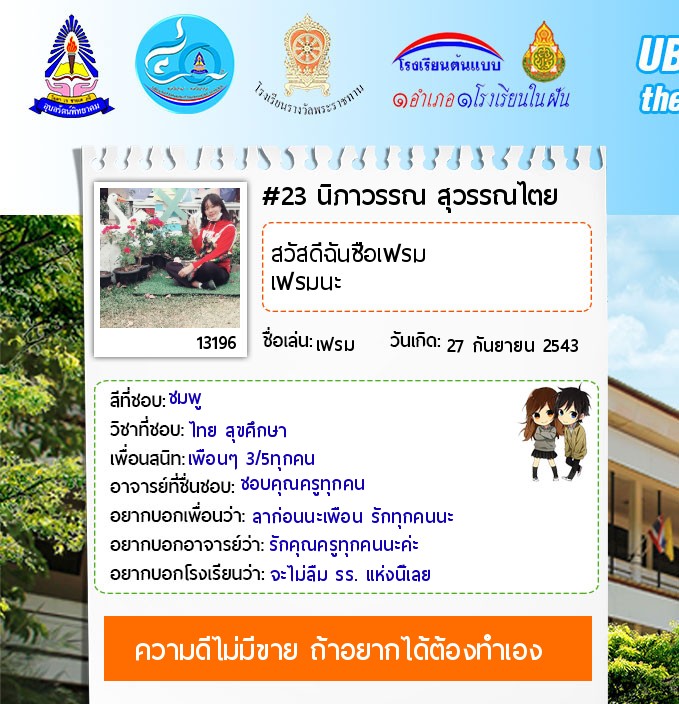 อุบลรัตน์พิทยาคม
โรงเรียนรางวัลพระราชทาน
โรงเรียนต้นแบบ
๑อำเภอ๑โรงเรียนในฝัน
UB
the
#23 นิภาวรรณ สุวรรณไตย
สวัสดีฉันชือเฟรม
เฟรมนะ
13196
ชื่อเล่น: เฟรม วันเกิด: 27 กันยายน 2543
สีที่ชอบ: ชมพู
วิชาที่ชอบ: ไทย สุขศึกษา
เพื่อนสนิท: เพือนๆ 3/5ทุกคน
อาจารย์ที่ชื่นชอบ: ชอบคุณครูทุกคน
อยากบอกเพื่อนว่า: ลาก่อนนะเพือน รักทุกคนนะ
อยากบอกอาจารย์ว่า: รักคุณครูทุกคนนะค่ะ
อยากบอกโรงเรียนว่า: จะไม่ลืม รร. แห่งนีเลย
ความดีไม่มีขาย ถ้าอยากได้ต้องทำเอง